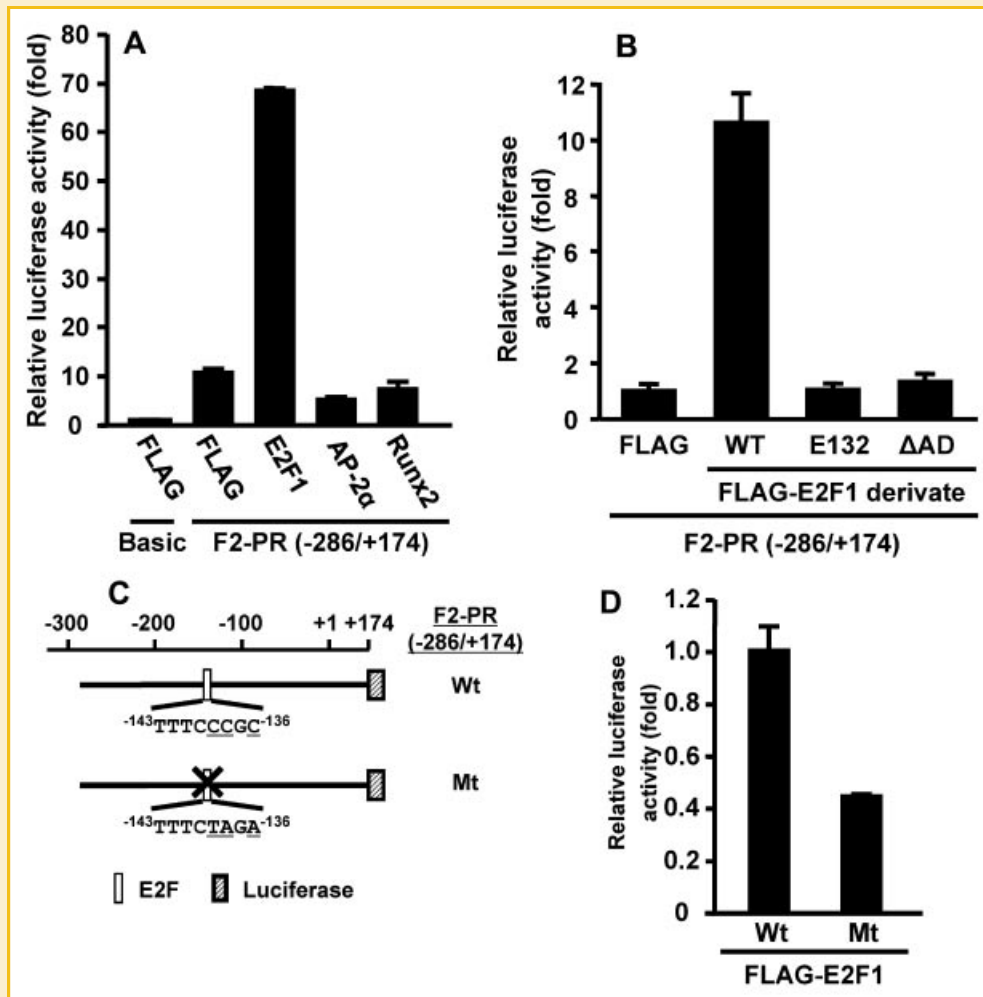 A
Relative luciferase activity (fold)
80
70
60
50
40
30
20
10
0
FLAG
FLAG
E2F1
AP-2α
Runx2
Basic
F2-PR (-286/+174)
B
Relative luciferase
activity (fold)
12
10
8
6
4
2
0
FLAG
WT
E132
ΔAD
FLAG-E2F1 derivate
F2-PR (-286/+174)
C
-300 -200 -100 +1 +174
F2-PR
(-286/+174)
Wt
-143TTTCCCGC-136
Mt
-143TTTCTAGA-136
E2F
Luciferase
D
Relative luciferase
activity (fold)
1.2
1.0
0.8
0.6
0.4
0.2
0
Wt Mt
FLAG-E2F1